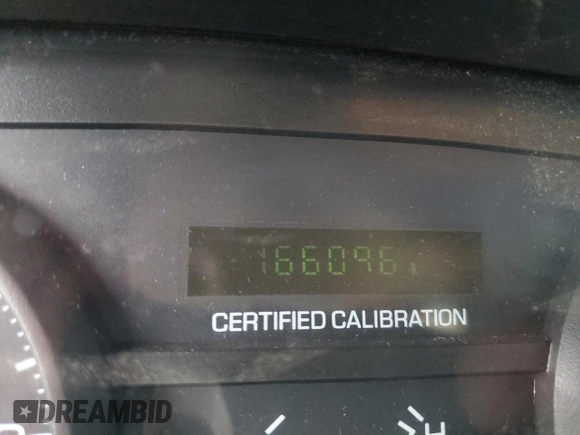 166096
CERTIFIED CALIBRATION
H
DREAMBID